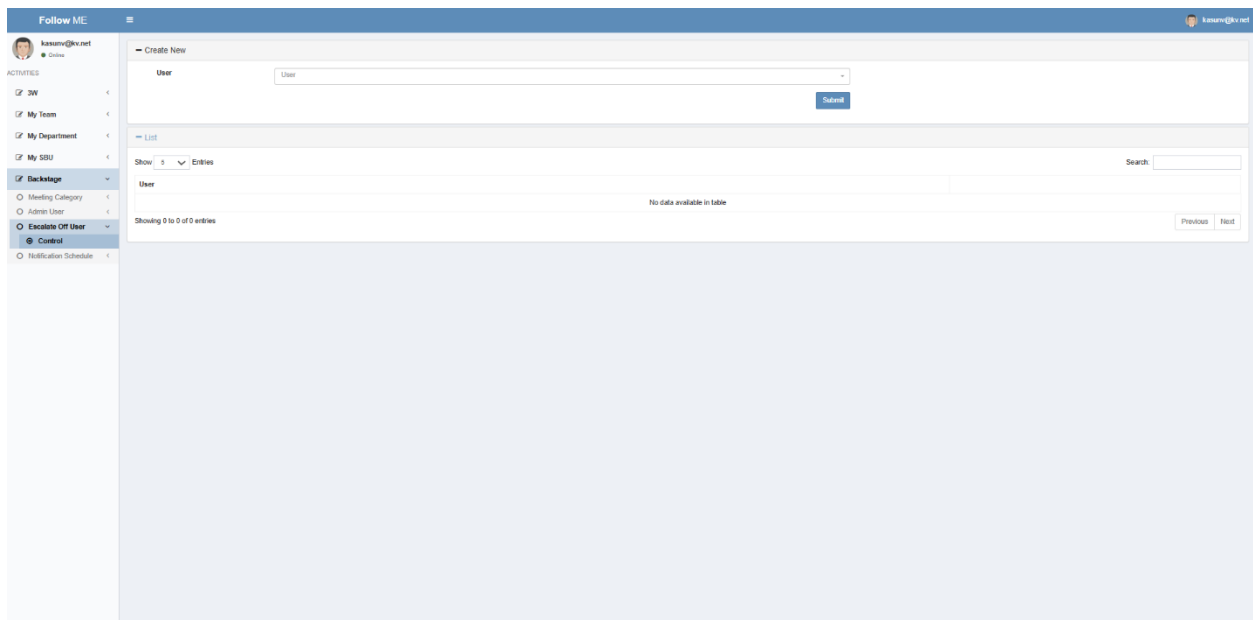 Follow ME
kasunv@kv.net
kasunv@kv.net
Online
ACTIVITIES
3W
My Team
My Department
My SBU
Backstage
Meeting Category
Admin User
Escalate Off User
Control
Notification Schedule
Create New
User
User
Submit
List
Show 5 Entries
Search:
User
No data available in table
Showing 0 to 0 of 0 entries
Previous Next